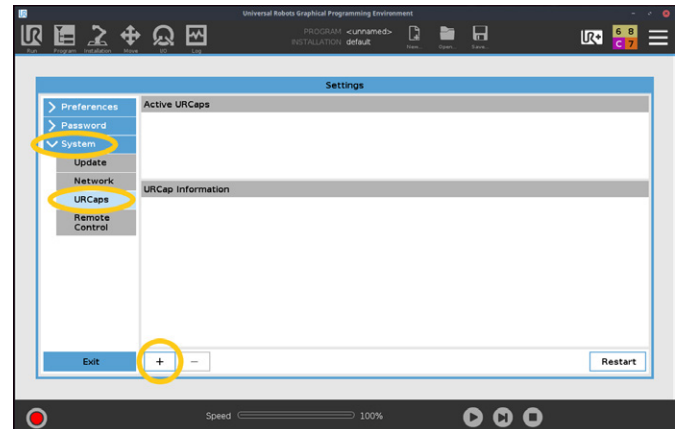 Universal Robots Graphical Programming Environment
PROGRAM <unnamed>
INSTALLATION default
Run Program Installation Move I/O Log
New... Open... Save...
UR+
6 8
C 7
Settings
Preferences
Password
System
Update
Network
URCaps
Remote
Control
Active URCaps
URCap Information
Exit
+ −
Restart
Speed 100%